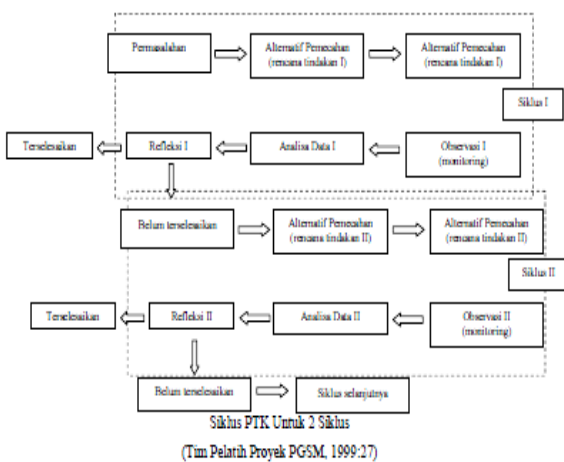 Permasalahan
Alternatif Pemecahan
(rencana tindakan I)
Alternatif Pemecahan
(rencana tindakan I)
Siklus I
Terselesaikan
Refleksi I
Analisa Data I
Observasi I
(monitoring)
Belum terselesaikan
Alternatif Pemecahan
(rencana tindakan II)
Alternatif Pemecahan
(rencana tindakan II)
Siklus II
Terselesaikan
Refleksi II
Analisa Data II
Observasi II
(monitoring)
Belum terselesaikan
Siklus selanjutnya
Siklus PTK Untuk 2 Siklus
(Tim Pelatih Proyek PGSM, 1999:27)